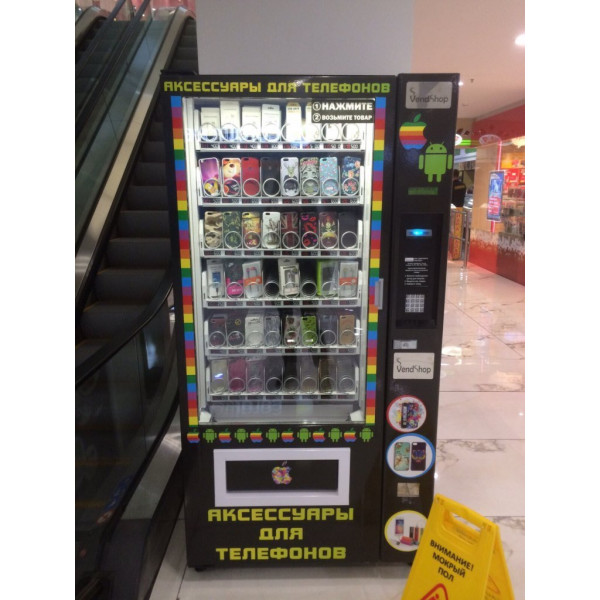 АКСЕССУАРЫ ДЛЯ ТЕЛЕФОНОВ
1 НАЖМИТЕ
2 ВОЗЬМИТЕ ТОВАР
VendShop
VendShop
АКСЕССУАРЫ
ДЛЯ
ТЕЛЕФОНОВ
ВНИМАНИЕ!
МОКРЫЙ
ПОЛ